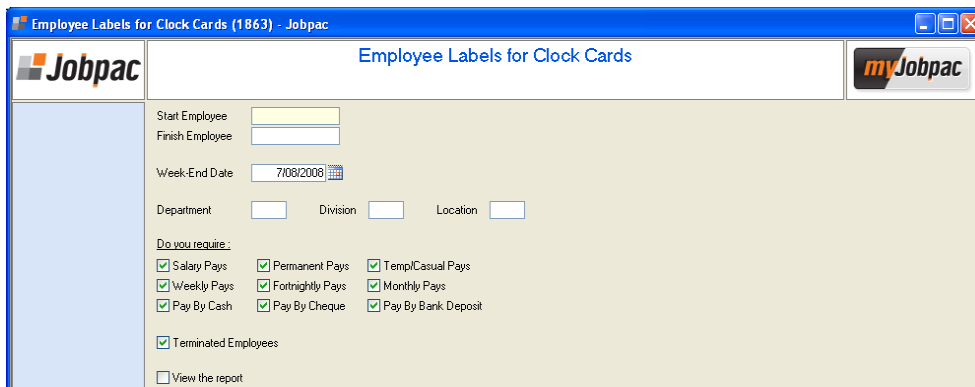 Employee Labels for Clock Cards (1863) - Jobpac
Jobpac
Employee Labels for Clock Cards
myJobpac
Start Employee
Finish Employee
Week-End Date 7/08/2008
Department Division Location
Do you require :
Salary Pays Permanent Pays Temp/Casual Pays
Weekly Pays Fortnightly Pays Monthly Pays
Pay By Cash Pay By Cheque Pay By Bank Deposit
Terminated Employees
View the report